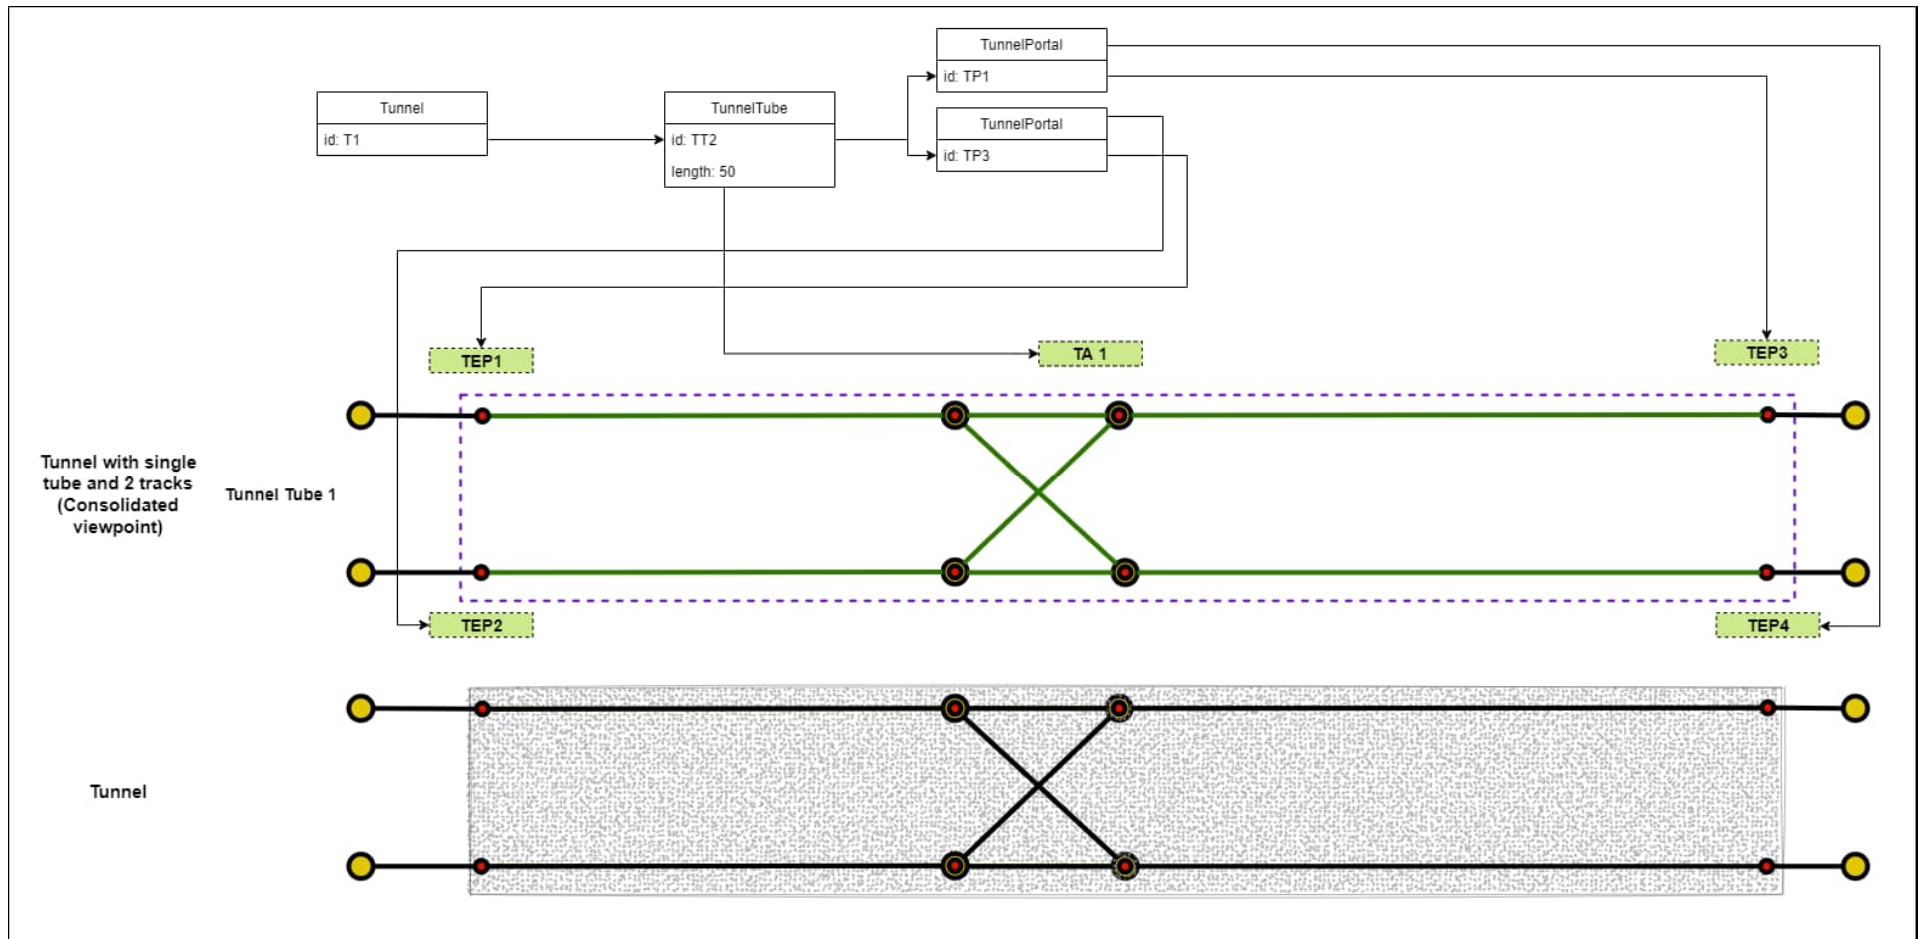 TunnelPortal
id: TP1
Tunnel
id: T1
TunnelTube
id: TT2
length: 50
TunnelPortal
id: TP3
TEP1
TA 1
TEP3
Tunnel with single
tube and 2 tracks
(Consolidated
viewpoint)
Tunnel Tube 1
TEP2
TEP4
Tunnel